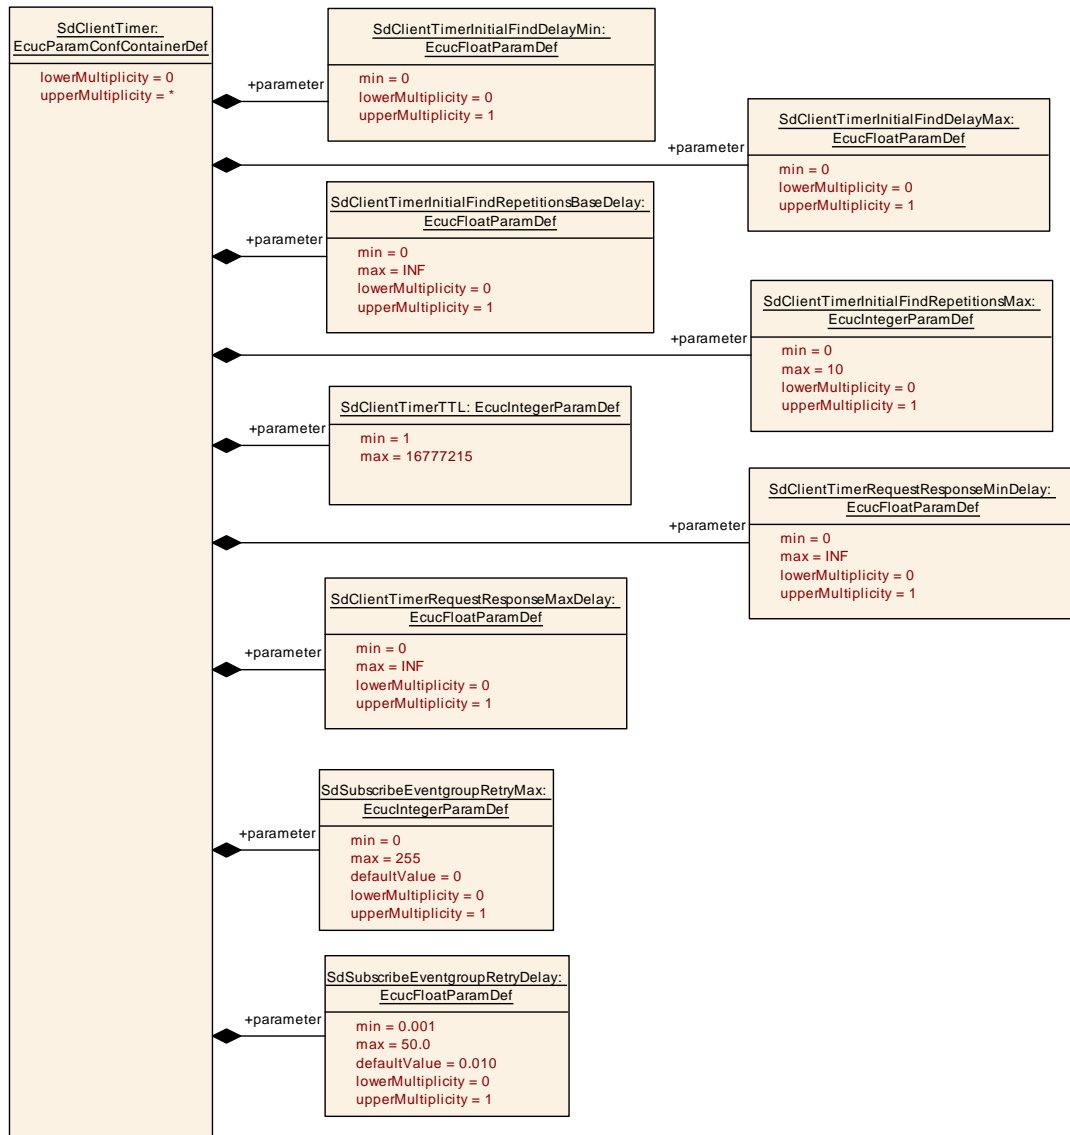 SdClientTimer:
EcucParamConfContainerDef
lowerMultiplicity = 0
upperMultiplicity = *
+parameter
SdClientTimerInitialFindDelayMin:
EcucFloatParamDef
min = 0
lowerMultiplicity = 0
upperMultiplicity = 1
+parameter
SdClientTimerInitialFindDelayMax:
EcucFloatParamDef
min = 0
lowerMultiplicity = 0
upperMultiplicity = 1
+parameter
SdClientTimerInitialFindRepetitionsBaseDelay:
EcucFloatParamDef
min = 0
max = INF
lowerMultiplicity = 0
upperMultiplicity = 1
+parameter
SdClientTimerInitialFindRepetitionsMax:
EcucIntegerParamDef
min = 0
max = 10
lowerMultiplicity = 0
upperMultiplicity = 1
+parameter
SdClientTimerTTL: EcucIntegerParamDef
min = 1
max = 16777215
+parameter
SdClientTimerRequestResponseMinDelay:
EcucFloatParamDef
min = 0
max = INF
lowerMultiplicity = 0
upperMultiplicity = 1
+parameter
SdClientTimerRequestResponseMaxDelay:
EcucFloatParamDef
min = 0
max = INF
lowerMultiplicity = 0
upperMultiplicity = 1
+parameter
SdSubscribeEventgroupRetryMax:
EcucIntegerParamDef
min = 0
max = 255
defaultValue = 0
lowerMultiplicity = 0
upperMultiplicity = 1
+parameter
SdSubscribeEventgroupRetryDelay:
EcucFloatParamDef
min = 0.001
max = 50.0
defaultValue = 0.010
lowerMultiplicity = 0
upperMultiplicity = 1